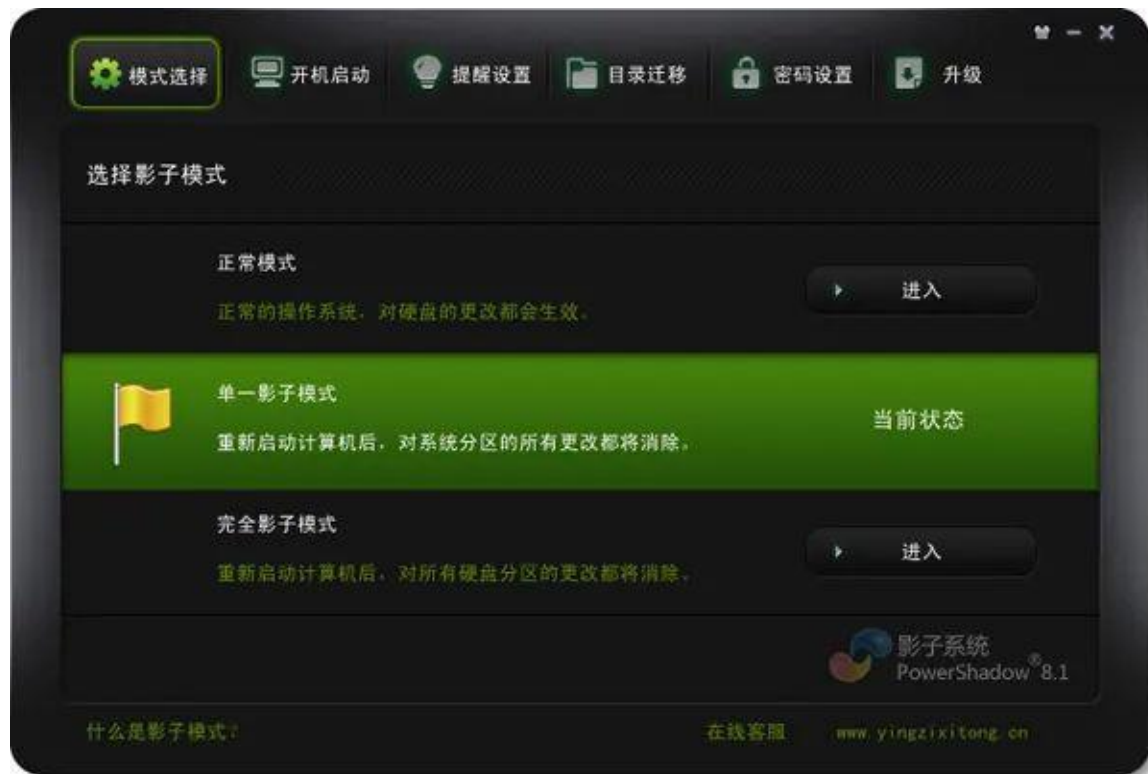 模式选择 开机启动 提醒设置 目录迁移 密码设置 升级
选择影子模式
正常模式
正常的操作系统，对硬盘的更改都会生效。
进入
单一影子模式
重新启动计算机后，对系统分区的所有更改都将消除。
当前状态
完全影子模式
重新启动计算机后，对所有硬盘分区的更改都将消除。
进入
影子系统
PowerShadow® 8.1
什么是影子模式？ 在线客服 www.yingzixitong.cn